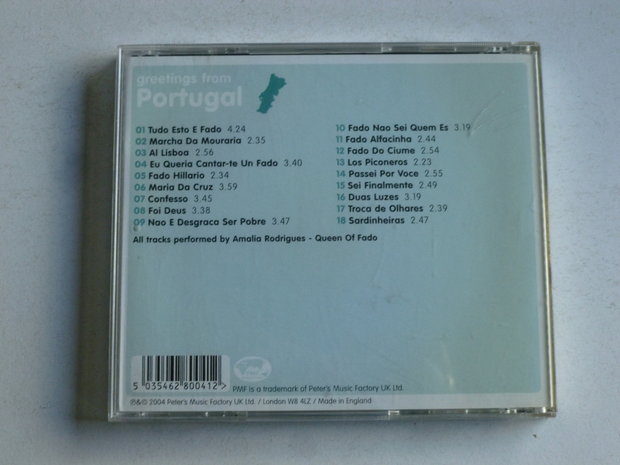 greetings from
Portugal
01 Tudo Esto E Fado 4.24
02 Marcha Da Mouraria 2.35
03 Al Lisboa 2.56
04 Eu Queria Cantar-te Un Fado 3.40
05 Fado Hillario 2.34
06 Maria Da Cruz 3.59
07 Confesso 3.45
08 Foi Deus 3.38
09 Nao E Desgraca Ser Pobre 3.47
10 Fado Nao Sei Quem Es 3.19
11 Fado Alfacinha 2.44
12 Fado Do Ciume 5.54
13 Los Piconeros 2.23
14 Passei Por Voce 2.55
15 Sei Finalmente 2.49
16 Duas Luzes 3.19
17 Troca de Olhares 2.39
18 Sardinheiras 2.47
All tracks performed by Amalia Rodrigues - Queen Of Fado
5 035462 800412 >
PMF is a trademark of Peter's Music Factory UK Ltd.
℗&© 2004 Peter's Music Factory UK Ltd. / London W8 4LZ / Made in England